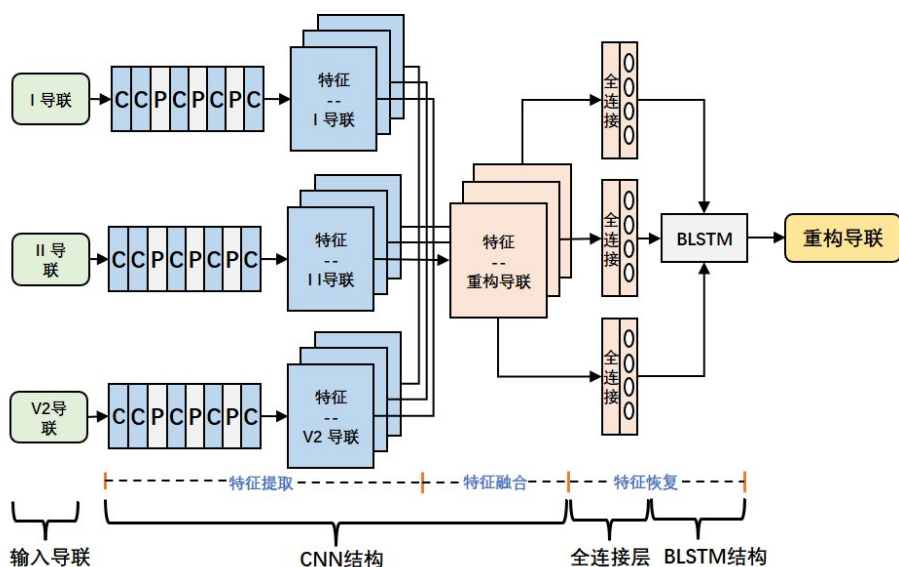 I 导联
C C P C P C P C
特征
--
I 导联
全连接
II 导
联
C C P C P C P C
特征
--
II导联
特征
--
重构导联
全连接
BLSTM
重构导联
V2导
联
C C P C P C P C
特征
--
V2 导联
全连接
特征提取
特征融合
特征恢复
输入导联
CNN结构
全连接层
BLSTM结构